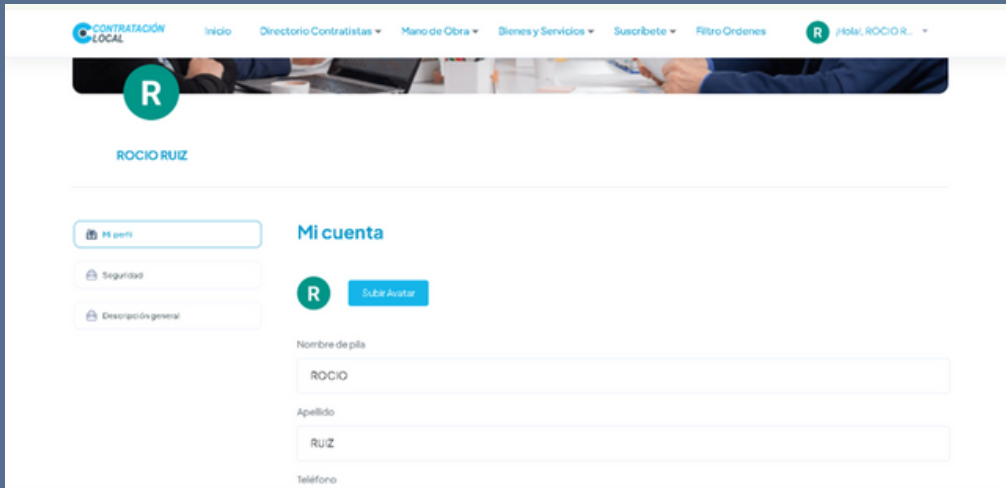 CONTRATACIÓN
LOCAL
Inicio Directorio Contratistas Mano de Obra Bienes y Servicios Suscríbete Filtro Ordenes R ¡Hola!, ROCIO R...
R
ROCIO RUIZ
Mi perfil
Seguridad
Descripción general
Mi cuenta
R Subir Avatar
Nombre de pila
ROCIO
Apellido
RUIZ
Teléfono